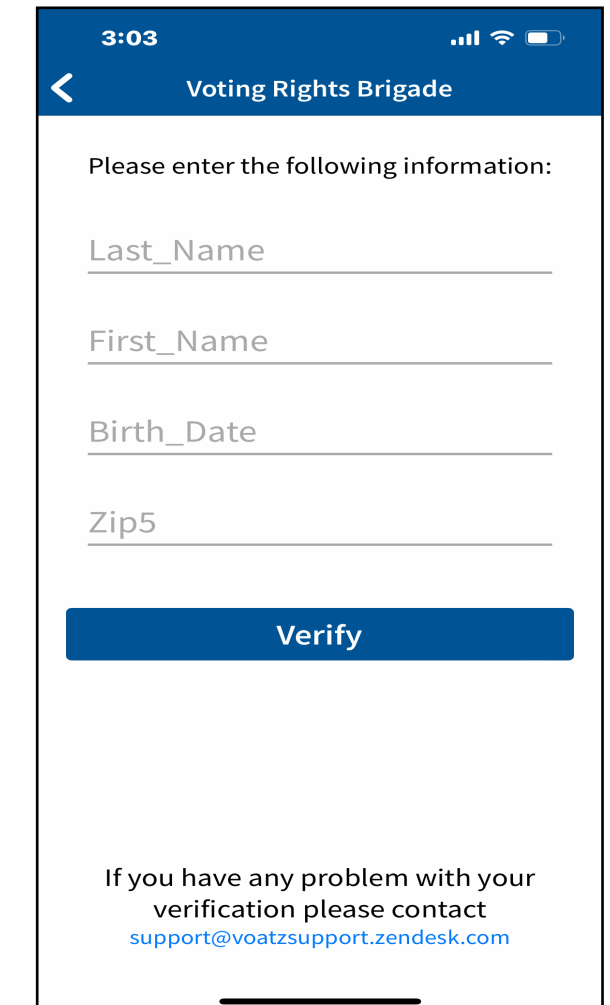 3:03
Voting Rights Brigade
Please enter the following information:
Last_Name
First_Name
Birth_Date
Zip5
Verify
If you have any problem with your
verification please contact
support@voatzsupport.zendesk.com